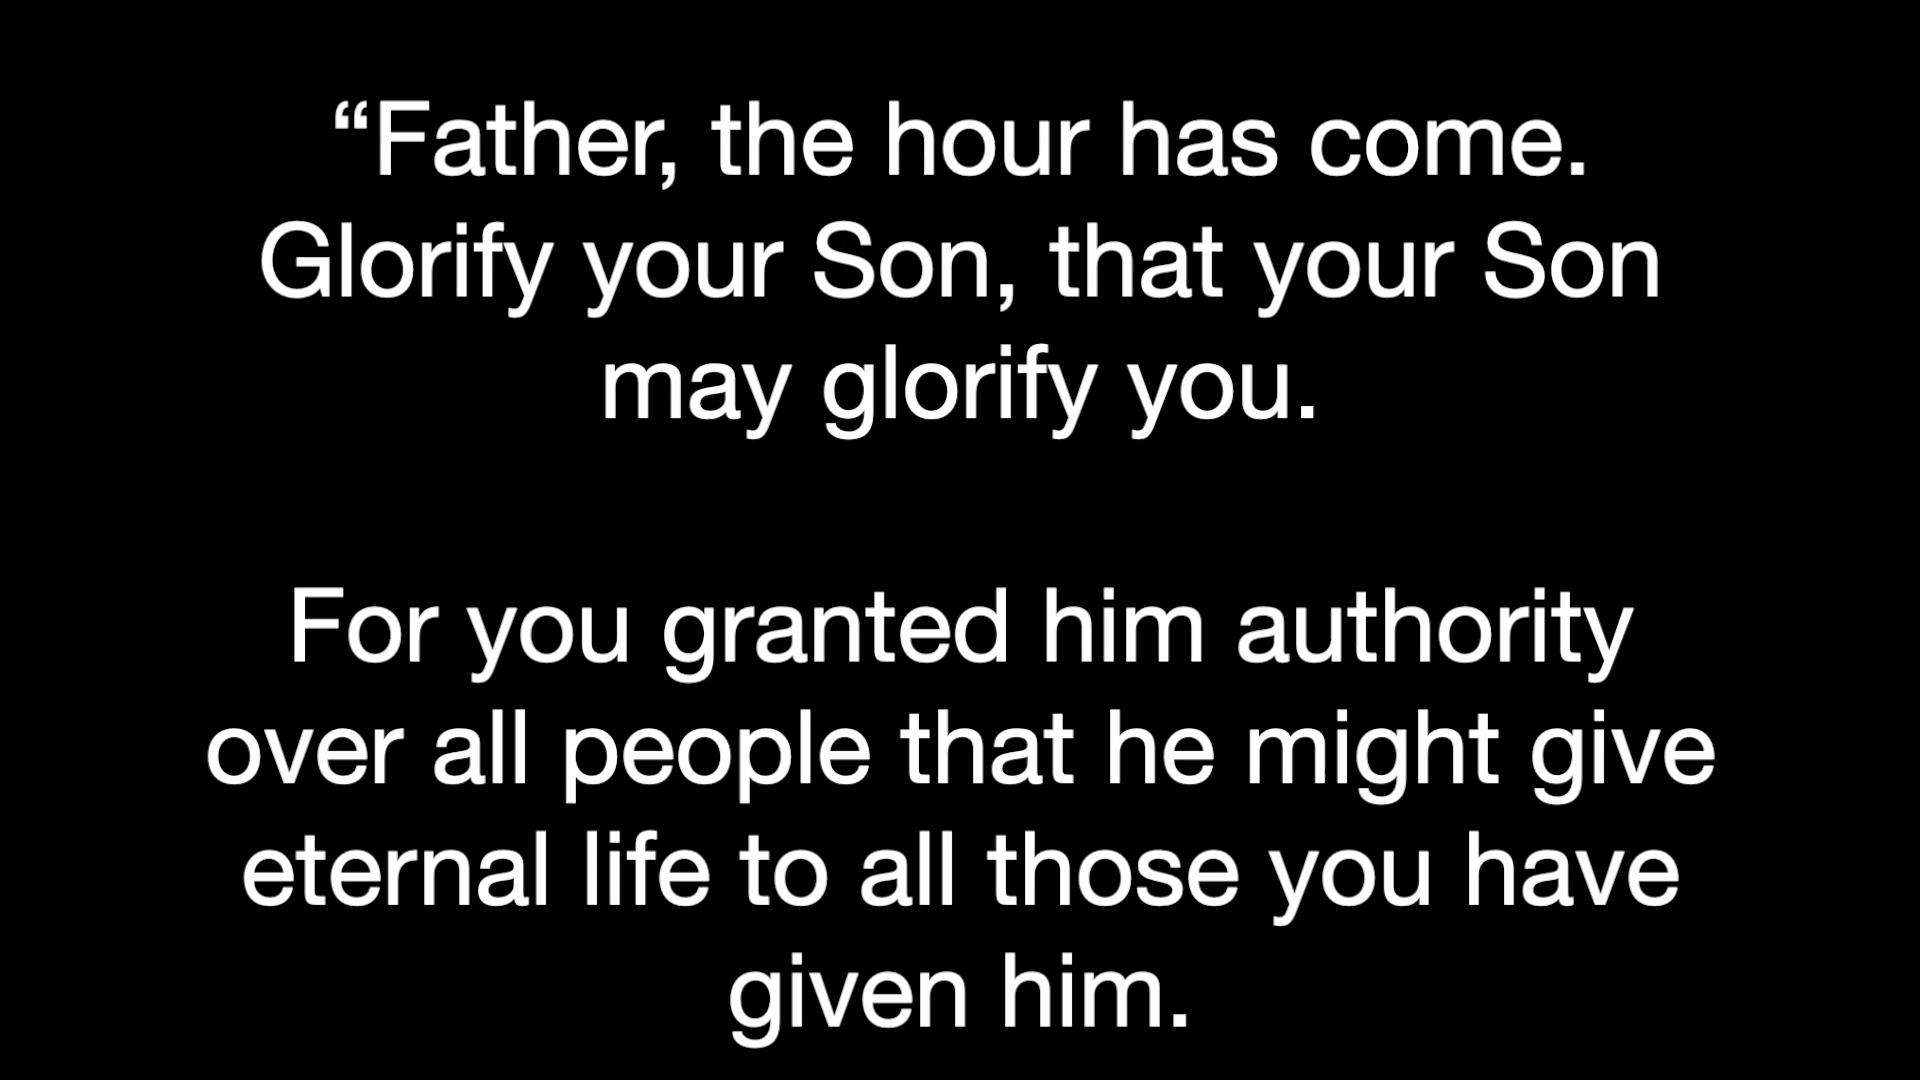 “Father, the hour has come.
Glorify your Son, that your Son
may glorify you.
For you granted him authority
over all people that he might give
eternal life to all those you have
given him.